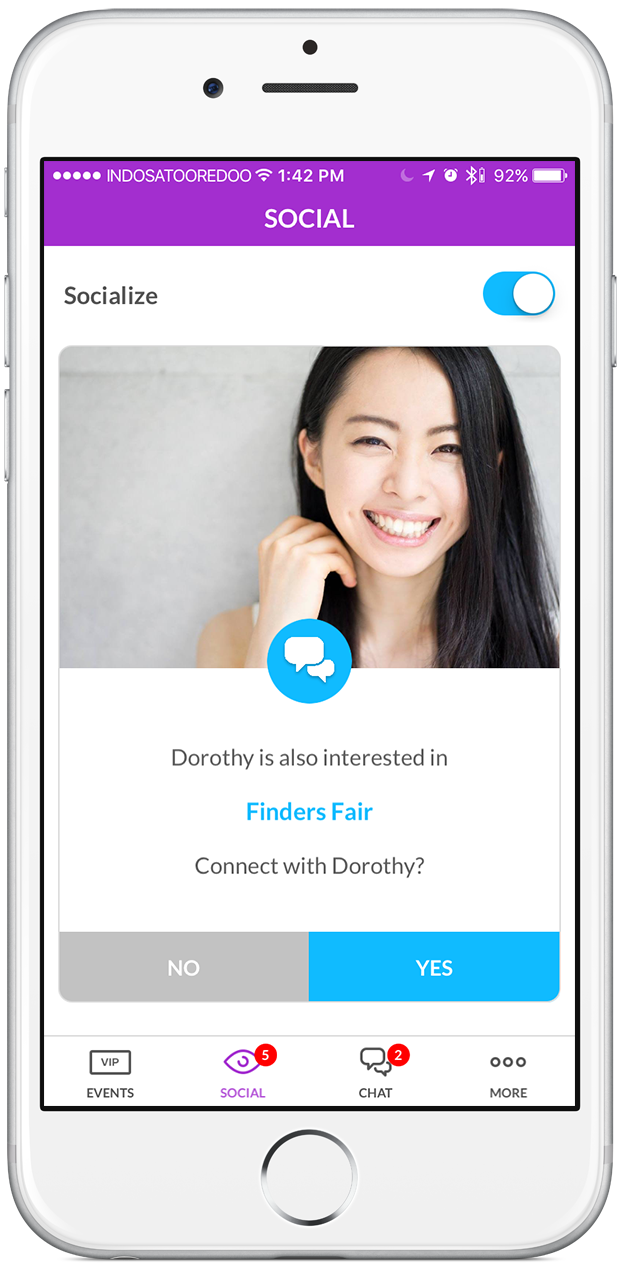 INDOSATOOREDOO 1:42 PM 92%
SOCIAL
Socialize
Dorothy is also interested in
Finders Fair
Connect with Dorothy?
NO YES
VIP 5 2
EVENTS SOCIAL CHAT MORE